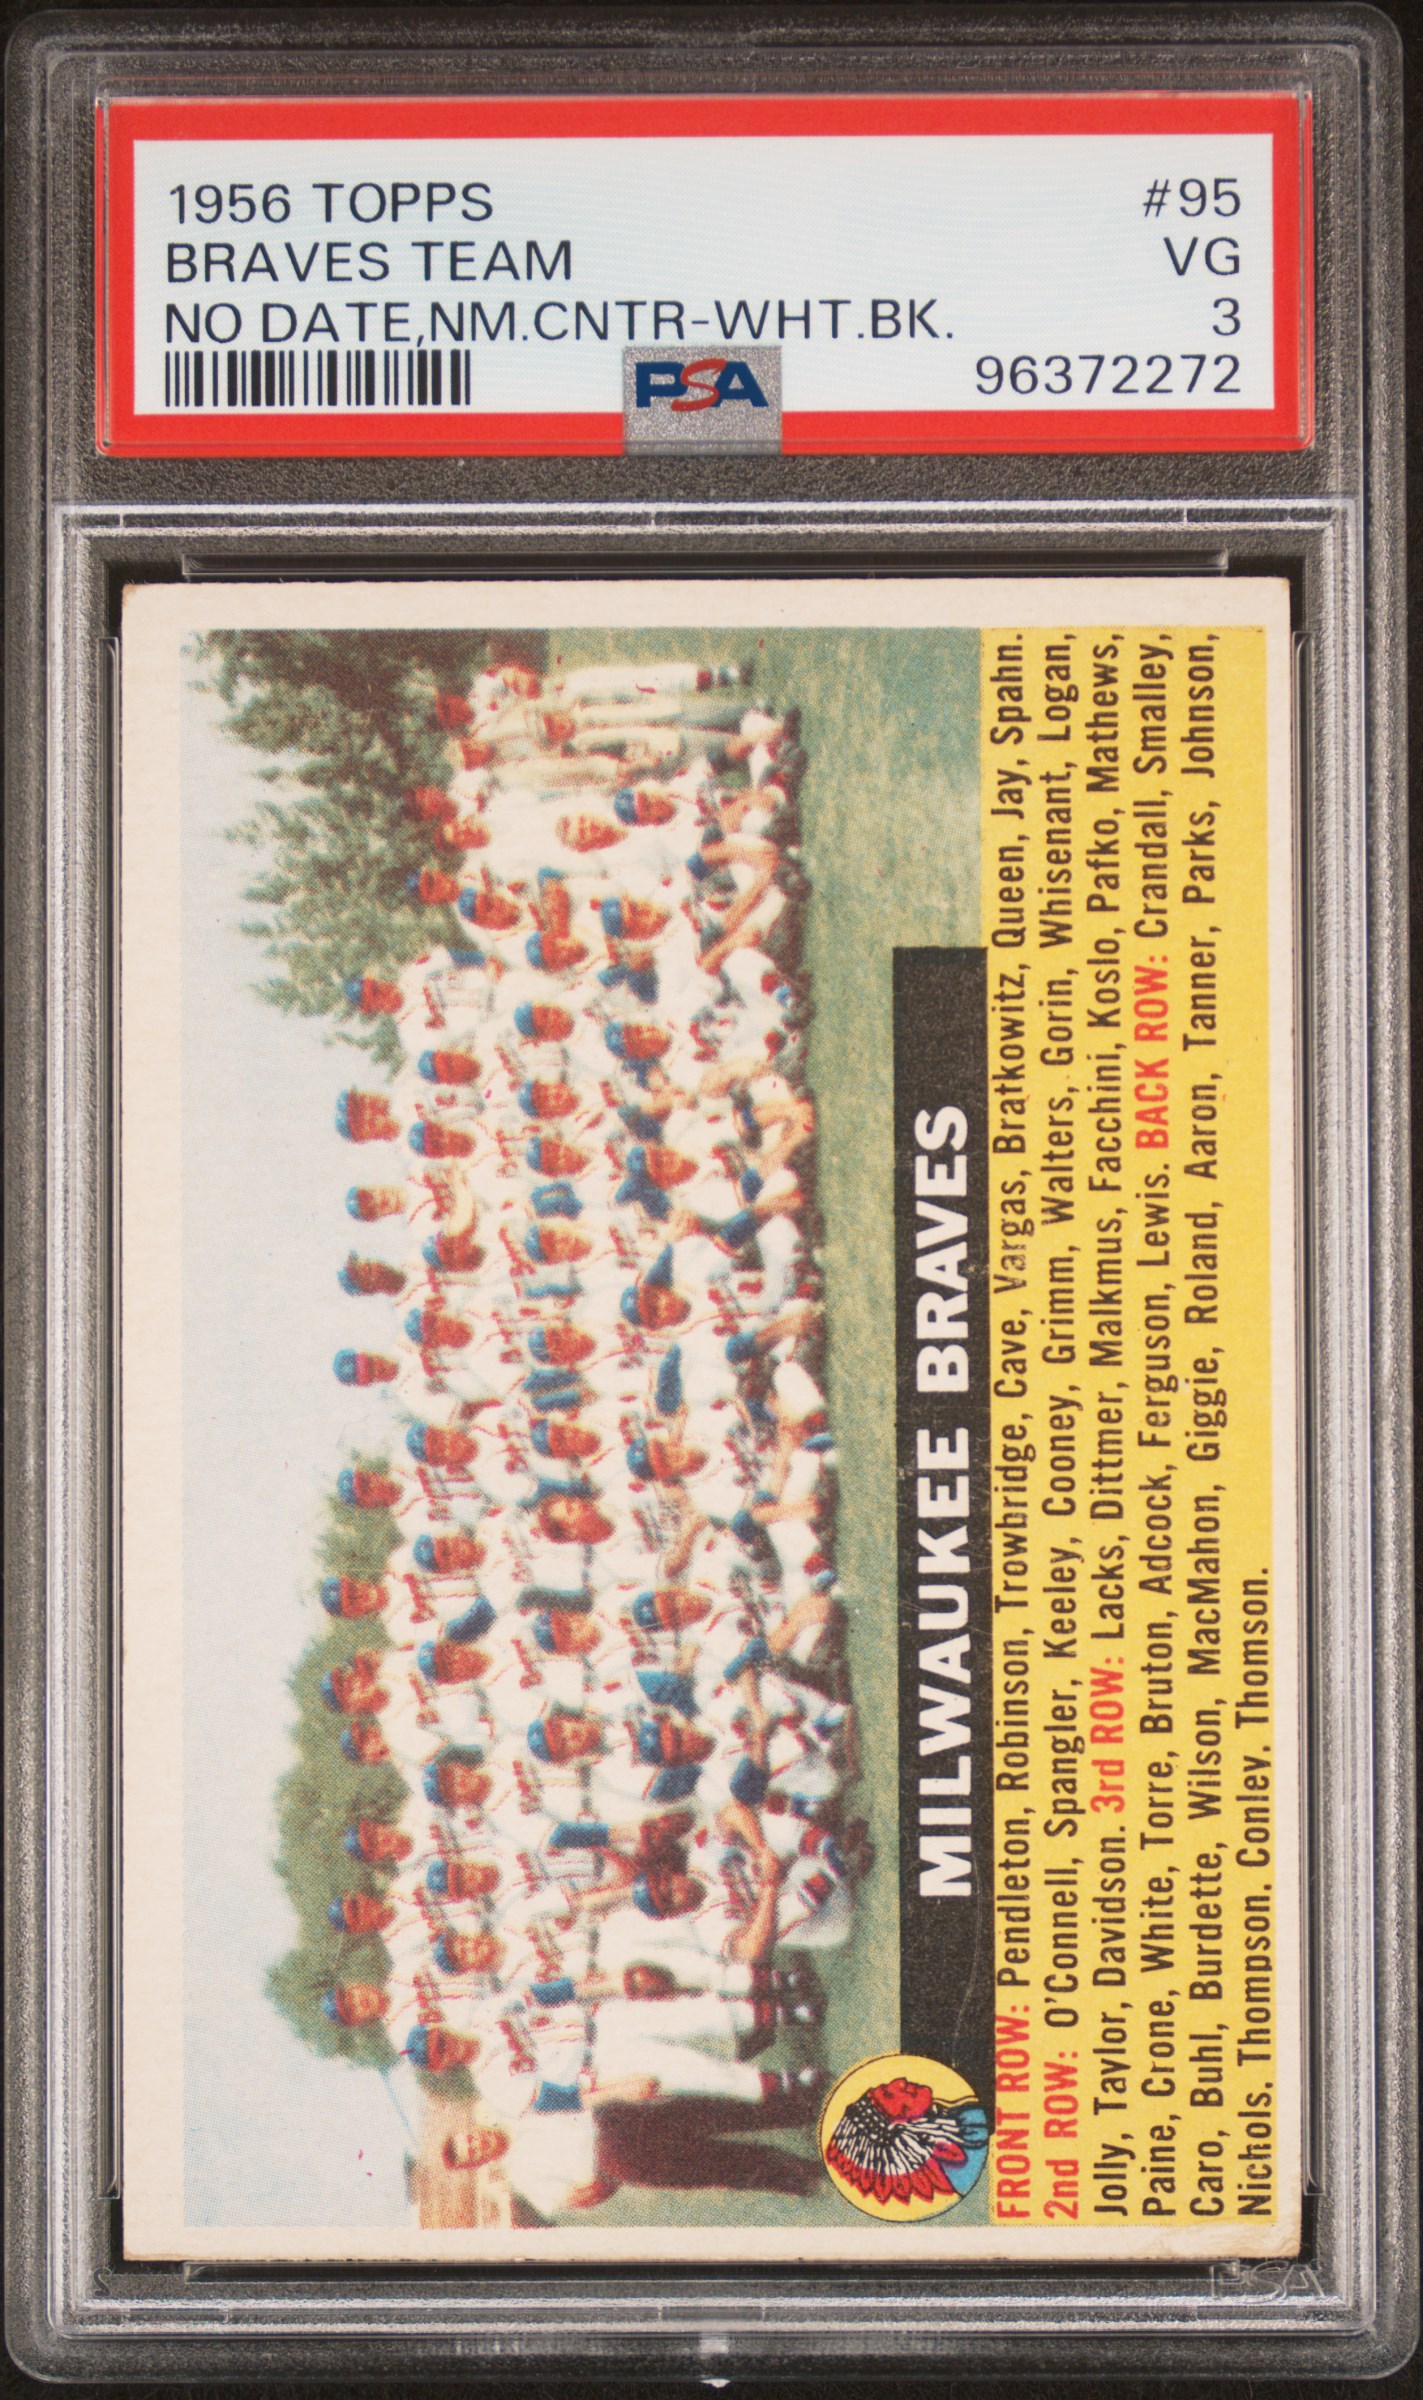 1956 TOPPS #95
BRAVES TEAM VG
NO DATE,NM.CNTR-WHT.BK. 3
PSA 96372272
MILWAUKEE BRAVES
FRONT ROW: Pendleton, Robinson, Trowbridge, Cave, Vargas, Bratkowitz, Queen, Jay, Spahn.
2nd ROW: O'Connell, Spangler, Keeley, Cooney, Grimm, Walters, Gorin, Whisenant, Logan,
Jolly, Taylor, Davidson. 3rd ROW: Lacks, Dittmer, Malkmus, Facchini, Koslo, Pafko, Mathews,
Paine, Crone, White, Torre, Bruton, Adcock, Ferguson, Lewis. BACK ROW: Crandall, Smalley,
Caro, Buhl, Burdette, Wilson, MacMahon, Giggie, Roland, Aaron, Tanner, Parks, Johnson,
Nichols. Thompson. Conley. Thomson.
PSA